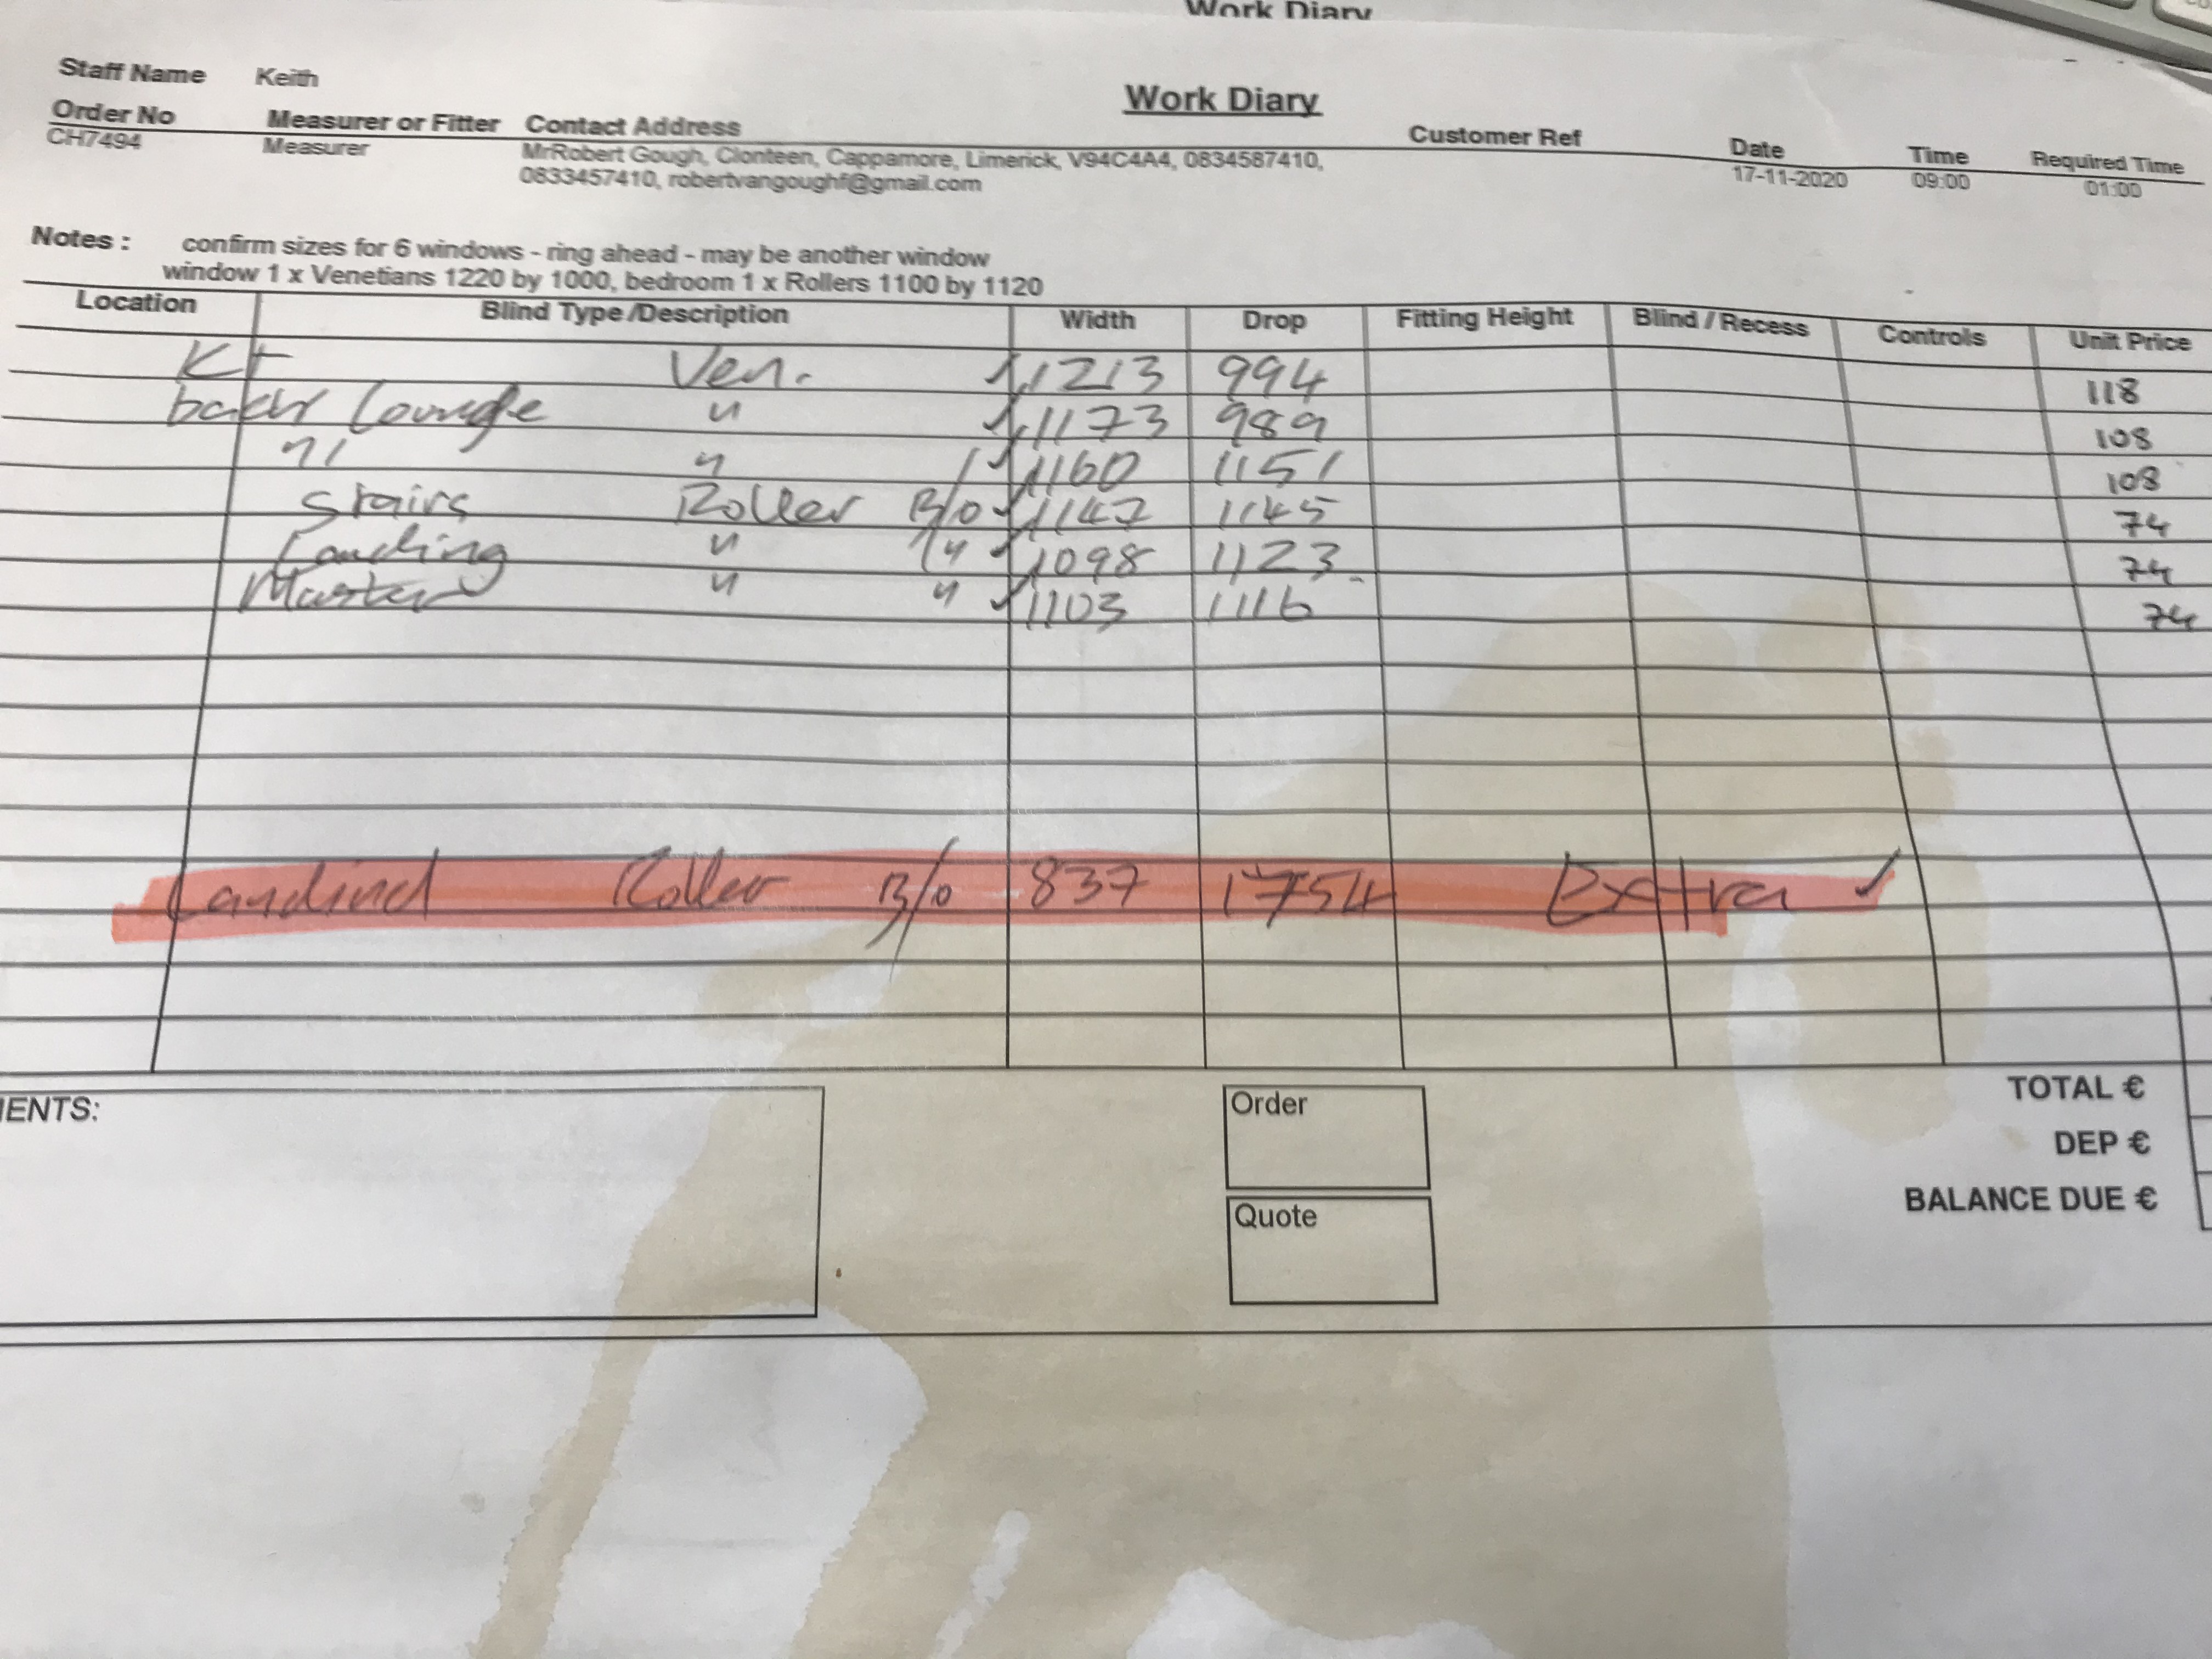 Work Diary
Staff Name Keith
Work Diary
Order No Measurer or Fitter Contact Address Customer Ref Date Time Required Time
CH7494 Measurer MrRobert Gough, Clonteen, Cappamore, Limerick, V94C4A4, 0834587410, 17-11-2020 09:00 01:00
0833457410, robertvangoughf@gmail.com
Notes : confirm sizes for 6 windows - ring ahead - may be another window
window 1 x Venetians 1220 by 1000, bedroom 1 x Rollers 1100 by 1120
Location Blind Type /Description Width Drop Fitting Height Blind / Recess Controls Unit Price
Kt Ven. 1213 994 118
back lounge " 1173 989 108
" 1160 1151 108
Stairs Roller B/O 1147 1145 74
Landing " " 1098 1123 74
Master " " 1103 1116 74
Roller B/O 837 1754 Extra ✓
MENTS:
Order
Quote
TOTAL €
DEP €
BALANCE DUE €